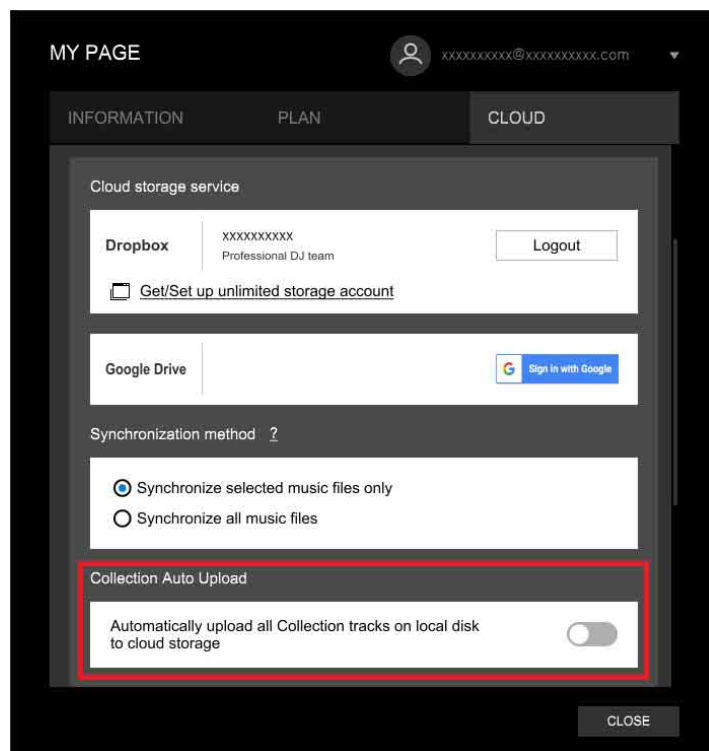 MY PAGE
xxxxxxxxxx@xxxxxxxxxx.com
INFORMATION
PLAN
CLOUD
Cloud storage service
Dropbox
xxxxxxxxxx
Professional DJ team
Logout
Get/Set up unlimited storage account
Google Drive
G Sign in with Google
Synchronization method ?
Synchronize selected music files only
Synchronize all music files
Collection Auto Upload
Automatically upload all Collection tracks on local disk
to cloud storage
CLOSE